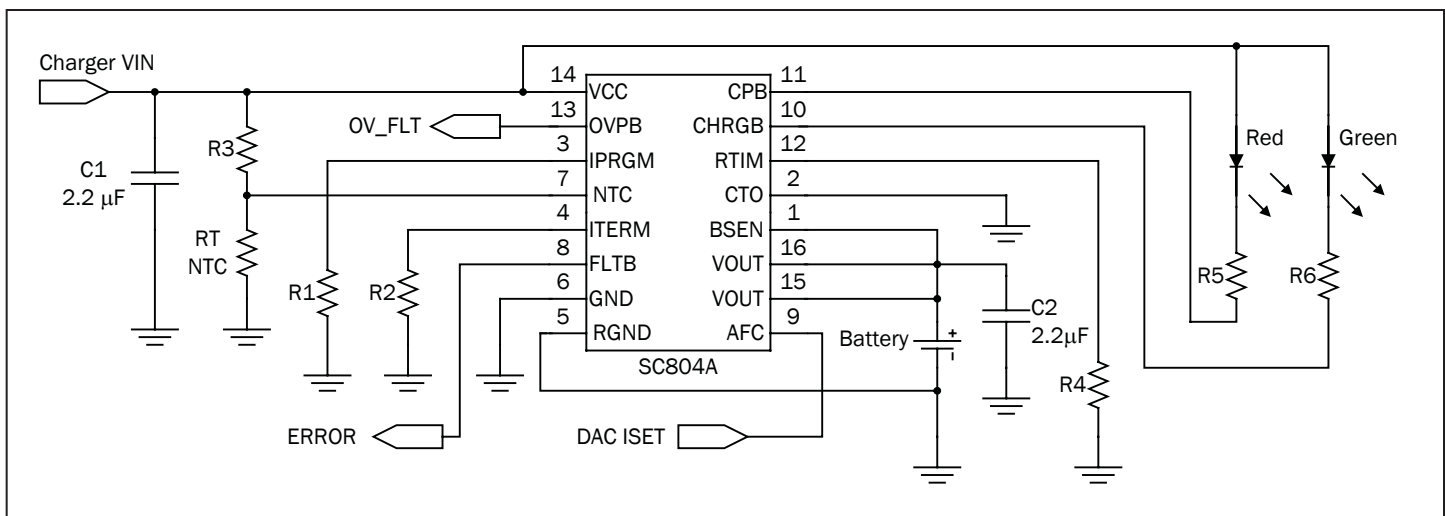 Charger VIN
C1
2.2 μF
R3
RT
NTC
OV_FLT
R1
R2
ERROR
14
VCC
13
OVPB
3
IPRGM
7
NTC
4
ITERM
8
FLTB
6
GND
5
RGND
11
CPB
10
CHRGB
12
RTIM
2
CTO
1
BSEN
16
VOUT
15
VOUT
9
AFC
SC804A
DAC ISET
Battery
+
-
C2
2.2μF
R4
Red
Green
R5
R6